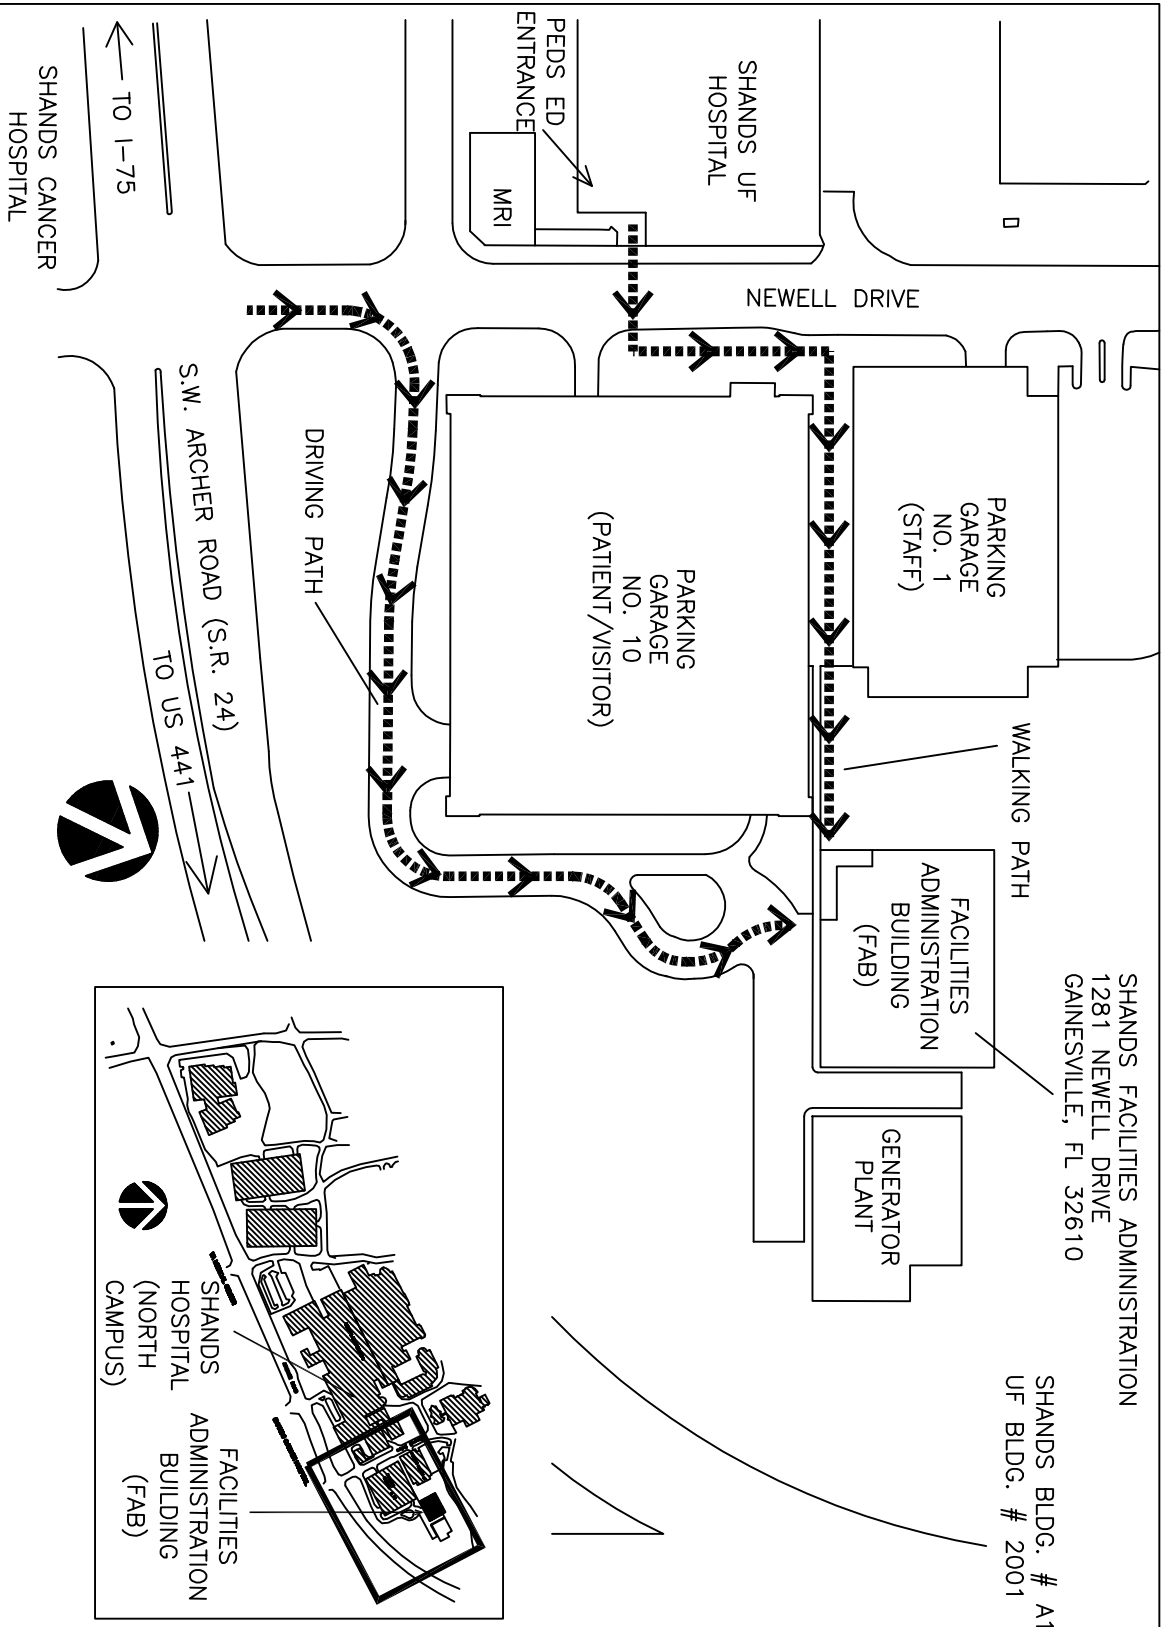 SHANDS FACILITIES ADMINISTRATION
1281 NEWELL DRIVE
GAINESVILLE, FL 32610
SHANDS BLDG. # A1
UF BLDG. # 2001
SHANDS UF
HOSPITAL
PEDS ED
ENTRANCE
MRI
NEWELL DRIVE
PARKING
GARAGE
NO. 1
(STAFF)
WALKING PATH
FACILITIES
ADMINISTRATION
BUILDING
(FAB)
GENERATOR
PLANT
PARKING
GARAGE
NO. 10
(PATIENT/VISITOR)
DRIVING PATH
S.W. ARCHER ROAD (S.R. 24)
TO US 441
TO I-75
SHANDS CANCER
HOSPITAL
SHANDS
HOSPITAL
(NORTH
CAMPUS)
FACILITIES
ADMINISTRATION
BUILDING
(FAB)